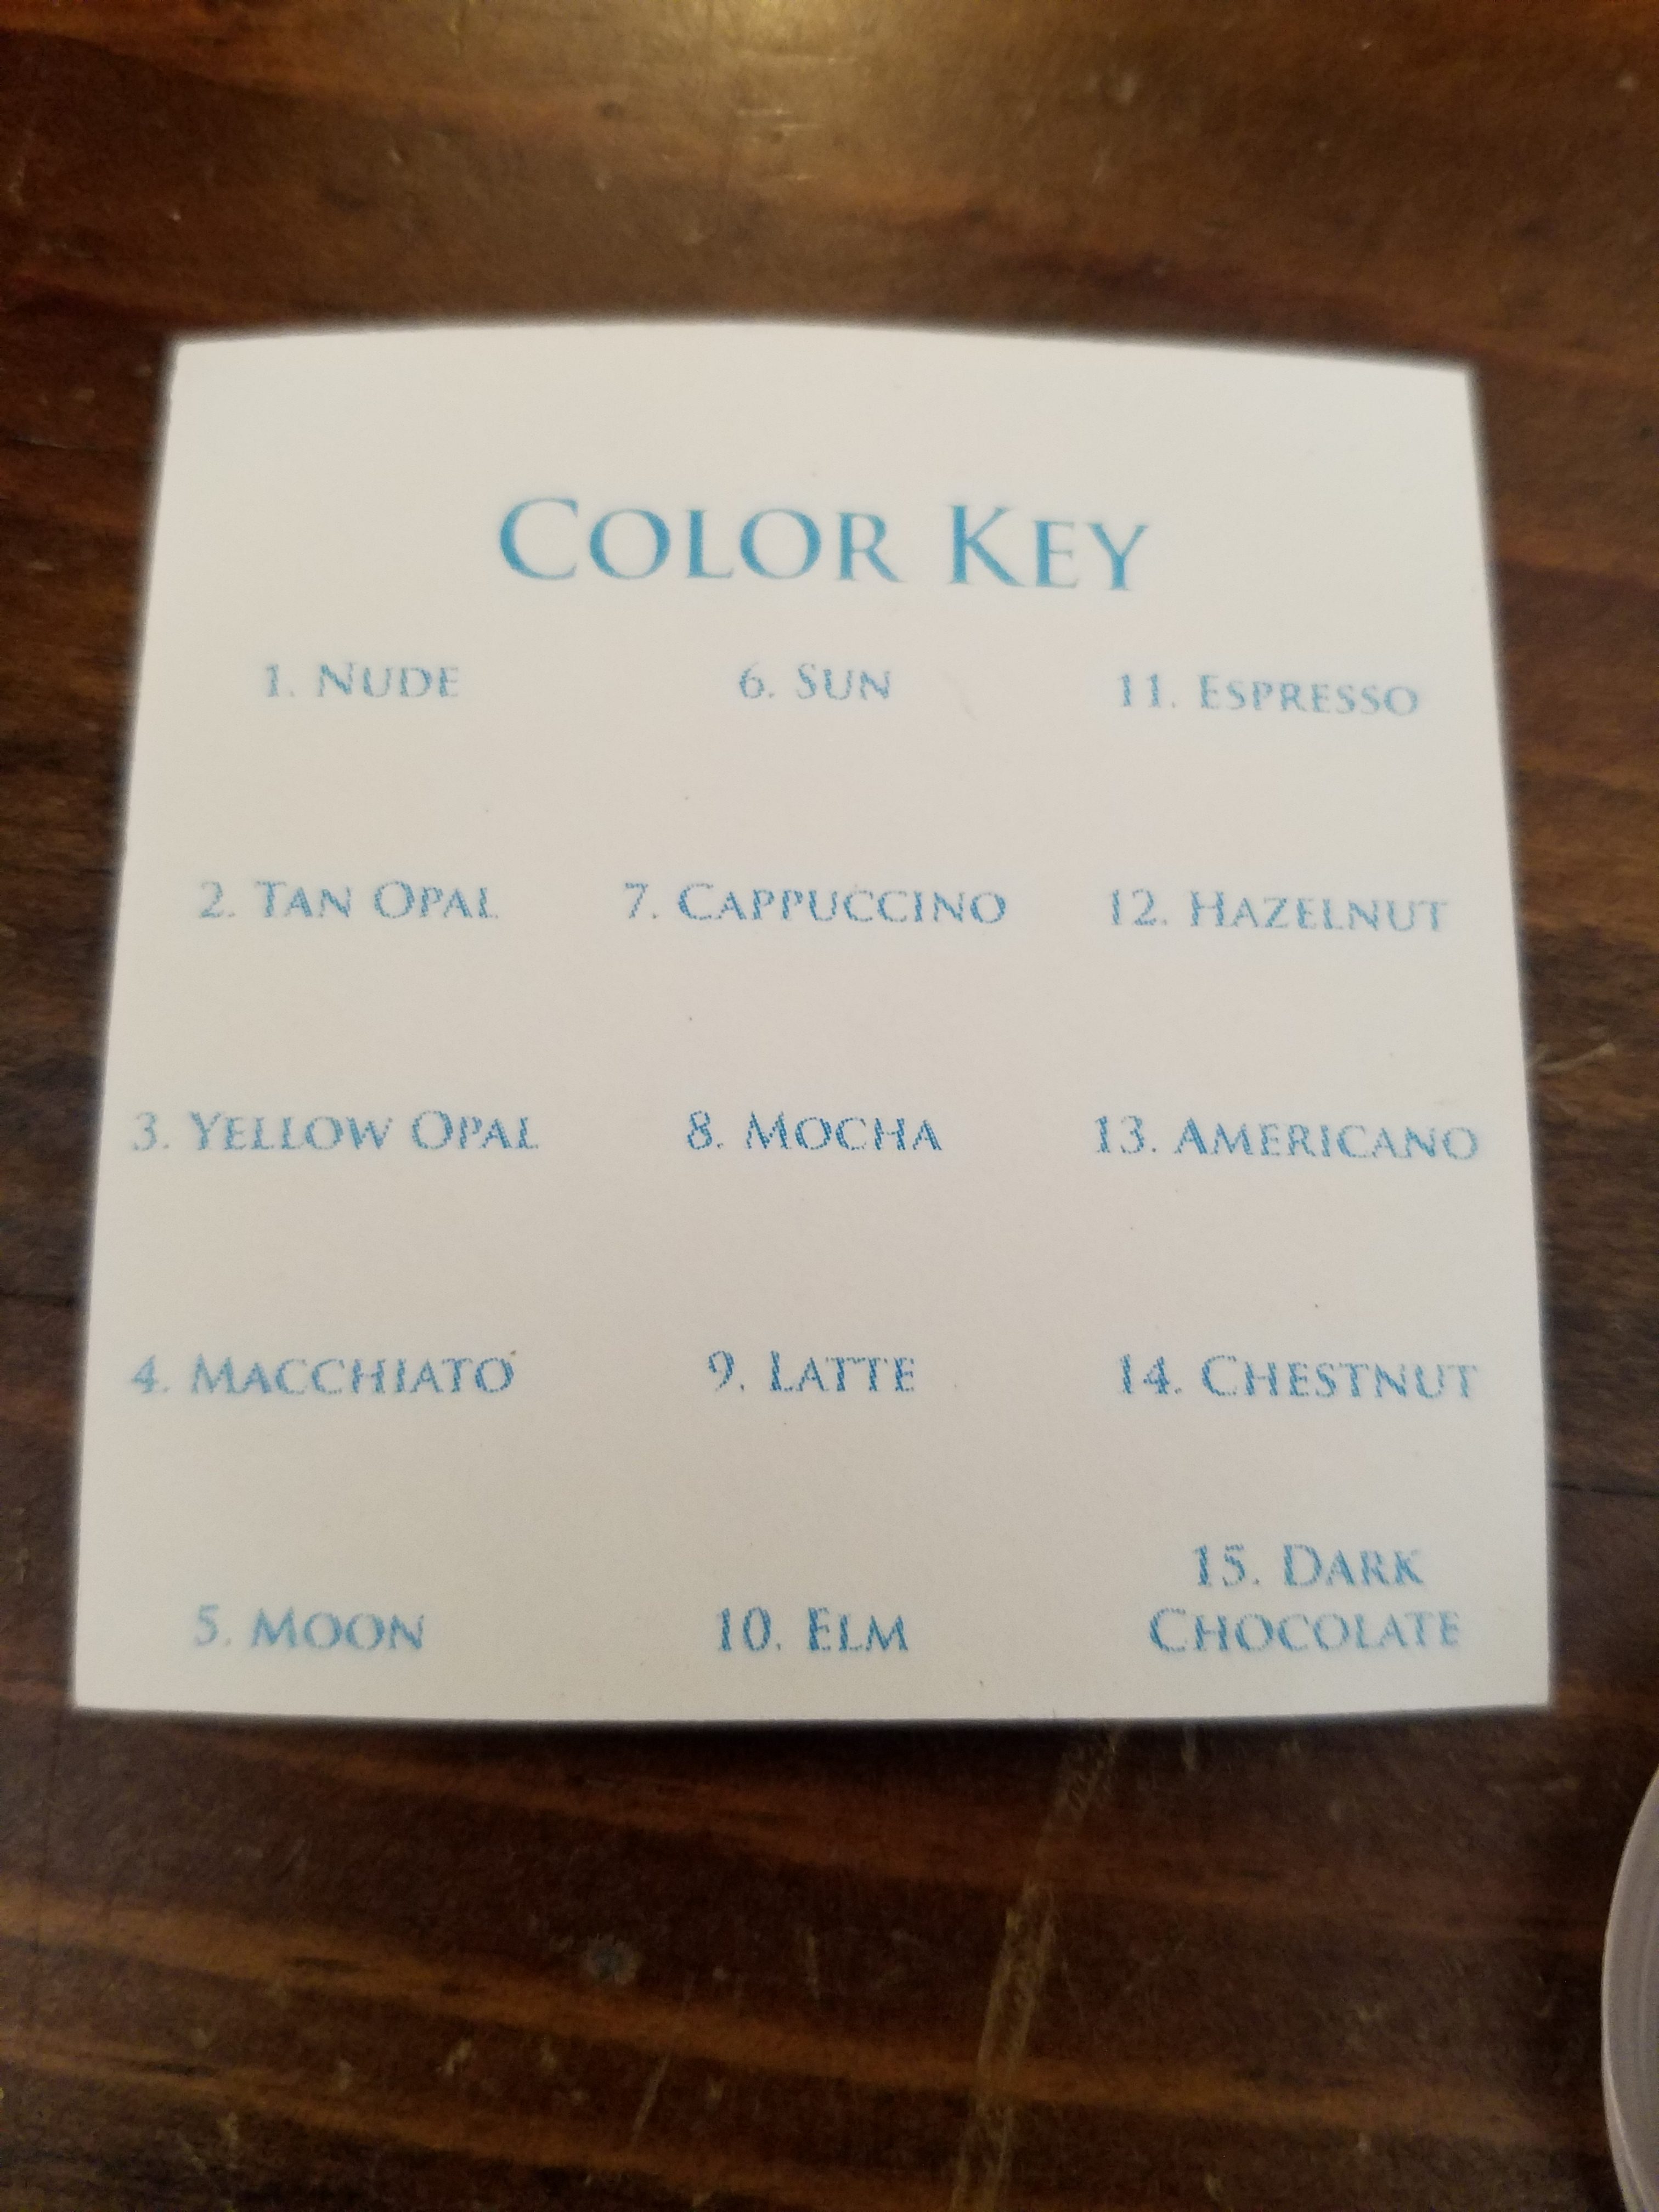 COLOR KEY
1. NUDE 6. SUN 11. ESPRESSO
2. TAN OPAL 7. CAPPUCCINO 12. HAZELNUT
3. YELLOW OPAL 8. MOCHA 13. AMERICANO
4. MACCHIATO 9. LATTE 14. CHESTNUT
5. MOON 10. ELM 15. DARK
CHOCOLATE